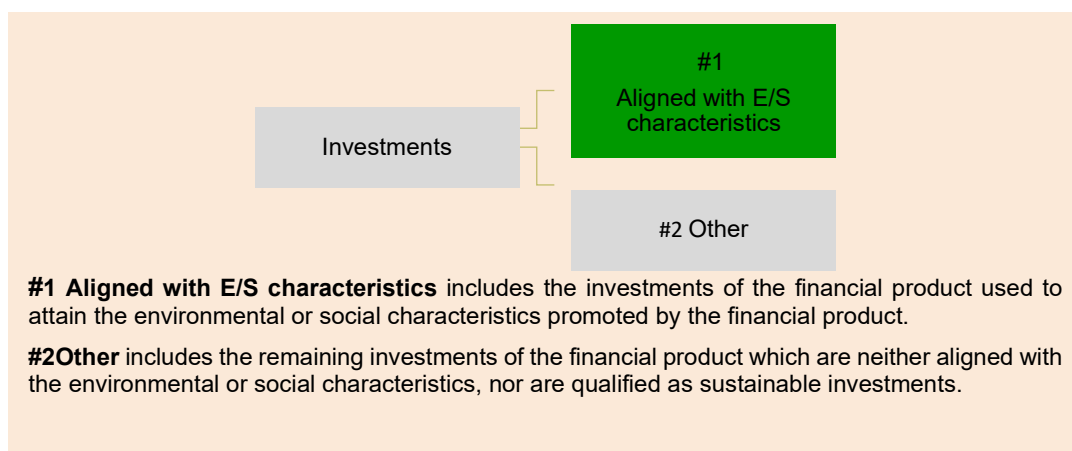 #1
Aligned with E/S
characteristics
Investments
#2 Other
#1 Aligned with E/S characteristics includes the investments of the financial product used to
attain the environmental or social characteristics promoted by the financial product.
#2Other includes the remaining investments of the financial product which are neither aligned with
the environmental or social characteristics, nor are qualified as sustainable investments.